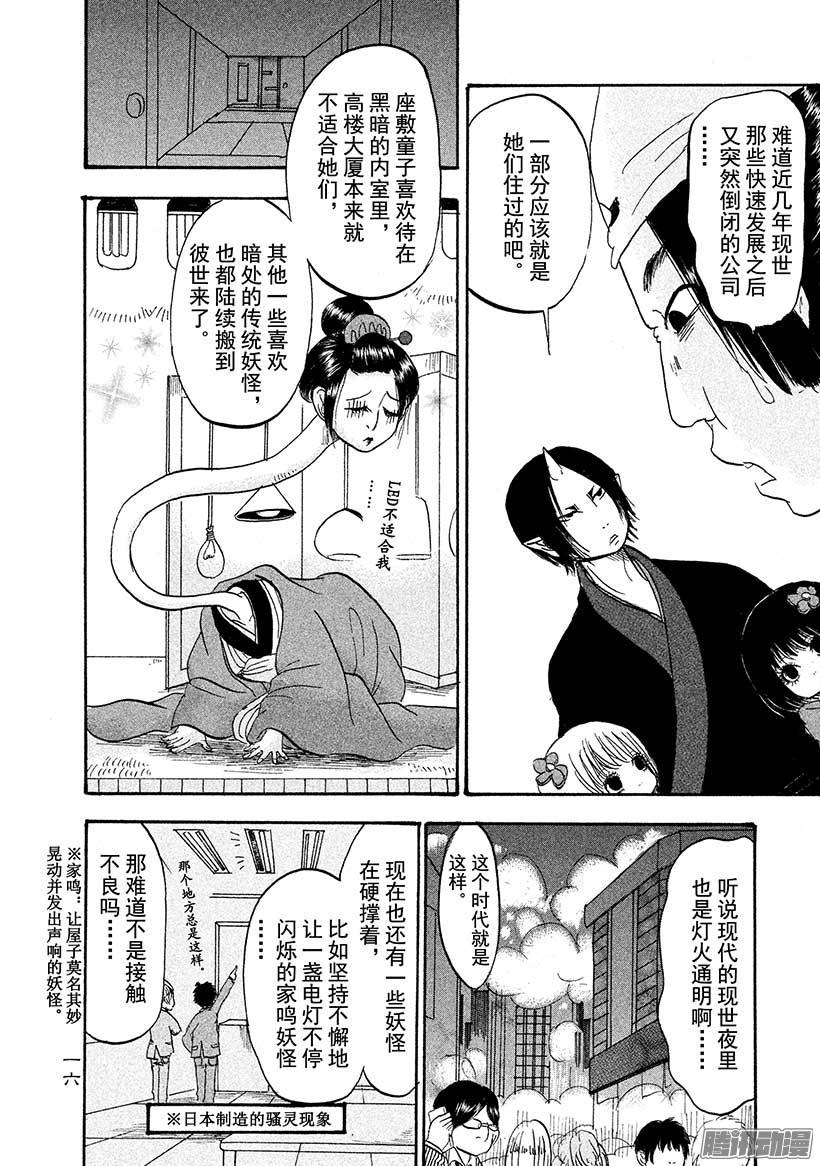 难道近几年现世
那些快速发展之后
又突然倒闭的公司
……
一部分应该就是
她们住过的吧。
座敷童子喜欢待在
黑暗的内室里，
高楼大厦本来就
不适合她们，
其他一些喜欢
暗处的传统妖怪，
也都陆续搬到
彼世来了。
LED不适合我
……
听说现代的现世夜里
也是灯火通明啊……
这个时代就是
这样。
现在也还有一些妖怪
在硬撑着，
比如坚持不懈地
让一盏电灯不停
闪烁的家鸣妖怪
……
那个地方总是这样。
那难道不是接触
不良吗……
※日本制造的骚灵现象
※家鸣：让屋子莫名其妙
晃动并发出声响的妖怪。
一六
腾讯动漫